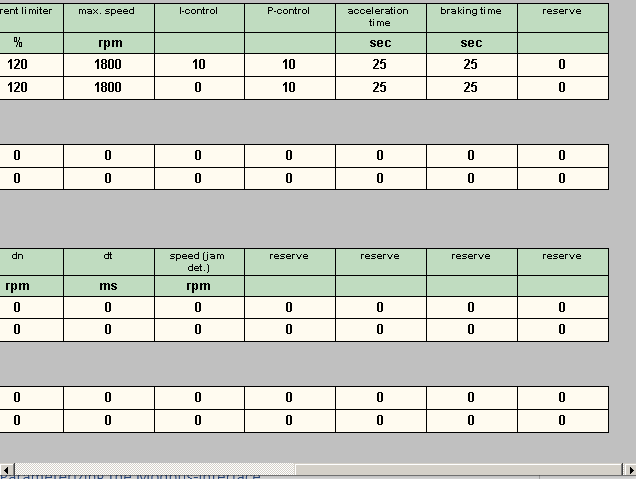 rent limiter max. speed I-control P-control acceleration time braking time reserve
% rpm sec sec
120 1800 10 10 25 25 0
120 1800 0 10 25 25 0
0 0 0 0 0 0 0
0 0 0 0 0 0 0
dn dt speed (jam det.) reserve reserve reserve reserve
rpm ms rpm
0 0 0 0 0 0 0
0 0 0 0 0 0 0
0 0 0 0 0 0 0
0 0 0 0 0 0 0
Parameterizing the Modbus-Interface